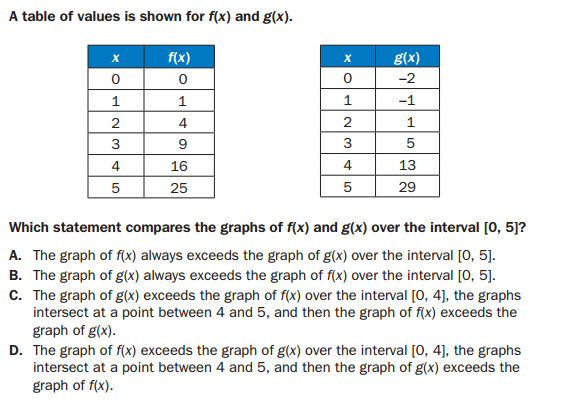 A table of values is shown for f(x) and g(x).
x f(x)
0 0
1 1
2 4
3 9
4 16
5 25
x g(x)
0 –2
1 –1
2 1
3 5
4 13
5 29
Which statement compares the graphs of f(x) and g(x) over the interval [0, 5]?
A. The graph of f(x) always exceeds the graph of g(x) over the interval [0, 5].
B. The graph of g(x) always exceeds the graph of f(x) over the interval [0, 5].
C. The graph of g(x) exceeds the graph of f(x) over the interval [0, 4], the graphs
intersect at a point between 4 and 5, and then the graph of f(x) exceeds the
graph of g(x).
D. The graph of f(x) exceeds the graph of g(x) over the interval [0, 4], the graphs
intersect at a point between 4 and 5, and then the graph of g(x) exceeds the
graph of f(x).